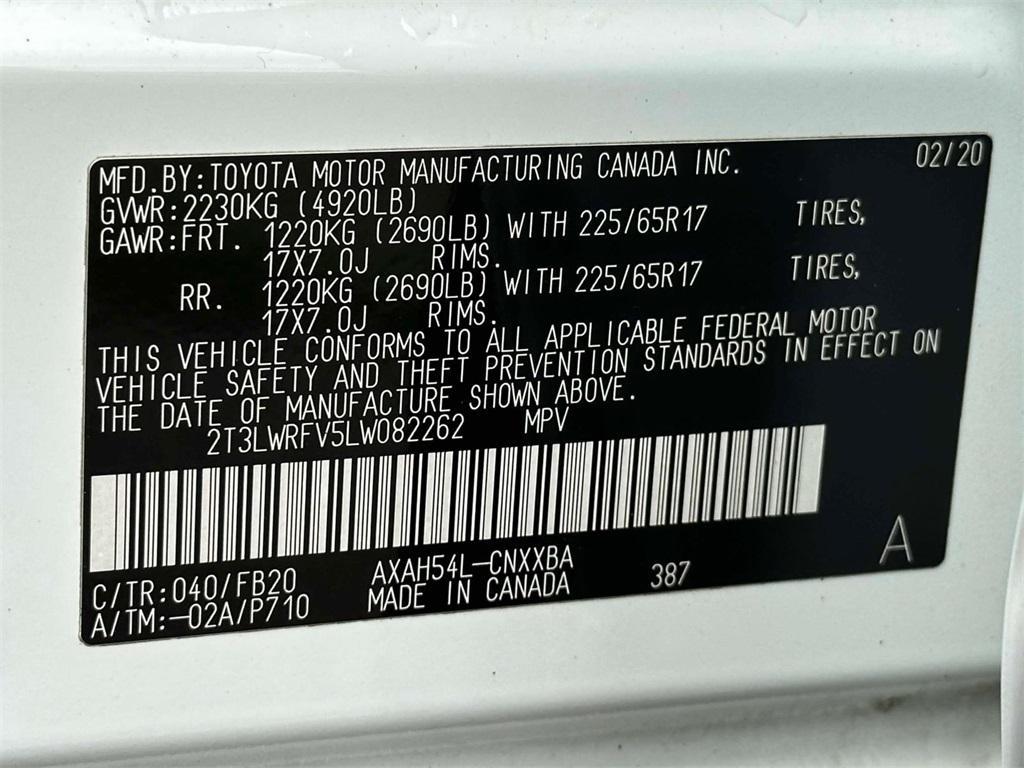 MFD.BY:TOYOTA MOTOR MANUFACTURING CANADA INC. 02/20
GVWR:2230KG (4920LB)
GAWR:FRT. 1220KG (2690LB) WITH 225/65R17 TIRES,
17X7.0J RIMS.
RR. 1220KG (2690LB) WITH 225/65R17 TIRES,
17X7.0J RIMS.
THIS VEHICLE CONFORMS TO ALL APPLICABLE FEDERAL MOTOR
VEHICLE SAFETY AND THEFT PREVENTION STANDARDS IN EFFECT ON
THE DATE OF MANUFACTURE SHOWN ABOVE.
2T3LWRFV5LW082262 MPV
C/TR:040/FB20 AXAH54L-CNXXBA 387 A
A/TM:-02A/P710 MADE IN CANADA